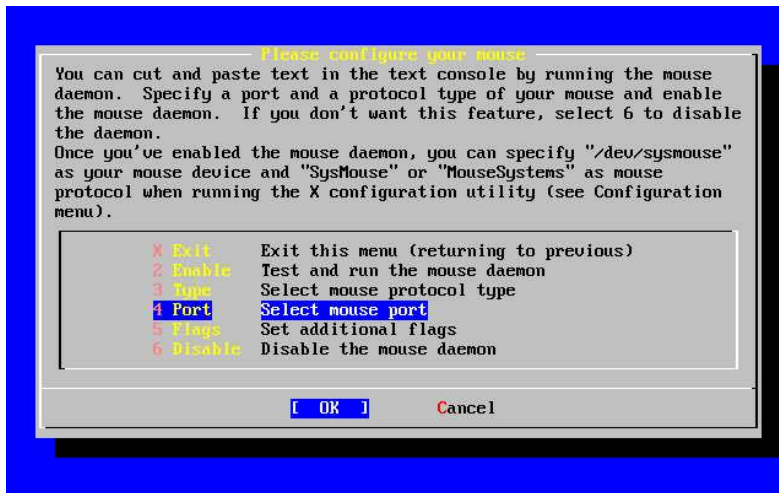 Please configure your mouse
You can cut and paste text in the text console by running the mouse
daemon.  Specify a port and a protocol type of your mouse and enable
the mouse daemon.  If you don't want this feature, select 6 to disable
the daemon.
Once you've enabled the mouse daemon, you can specify "/dev/sysmouse"
as your mouse device and "SysMouse" or "MouseSystems" as mouse
protocol when running the X configuration utility (see Configuration
menu).
X Exit Exit this menu (returning to previous)
2 Enable Test and run the mouse daemon
3 Type Select mouse protocol type
4 Port Select mouse port
5 Flags Set additional flags
6 Disable Disable the mouse daemon
[ OK ] Cancel